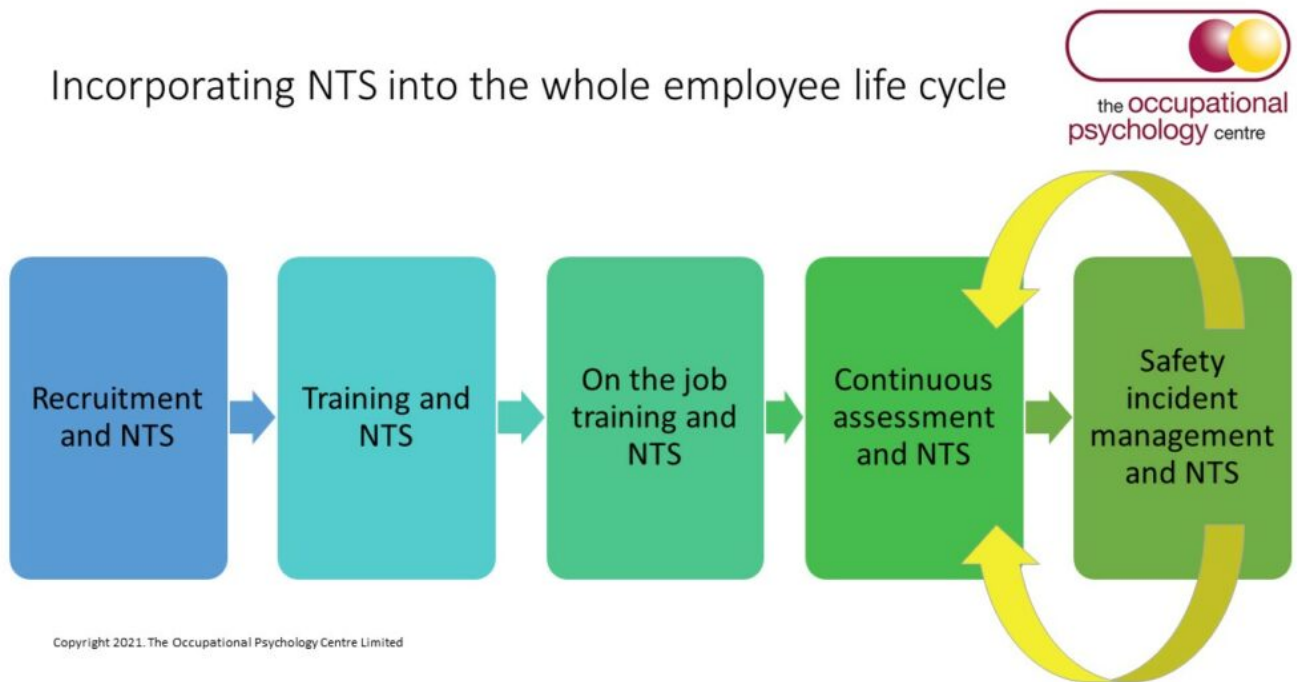 Incorporating NTS into the whole employee life cycle
the occupational
psychology centre
Recruitment
and NTS
Training and
NTS
On the job
training and
NTS
Continuous
assessment
and NTS
Safety
incident
management
and NTS
Copyright 2021. The Occupational Psychology Centre Limited